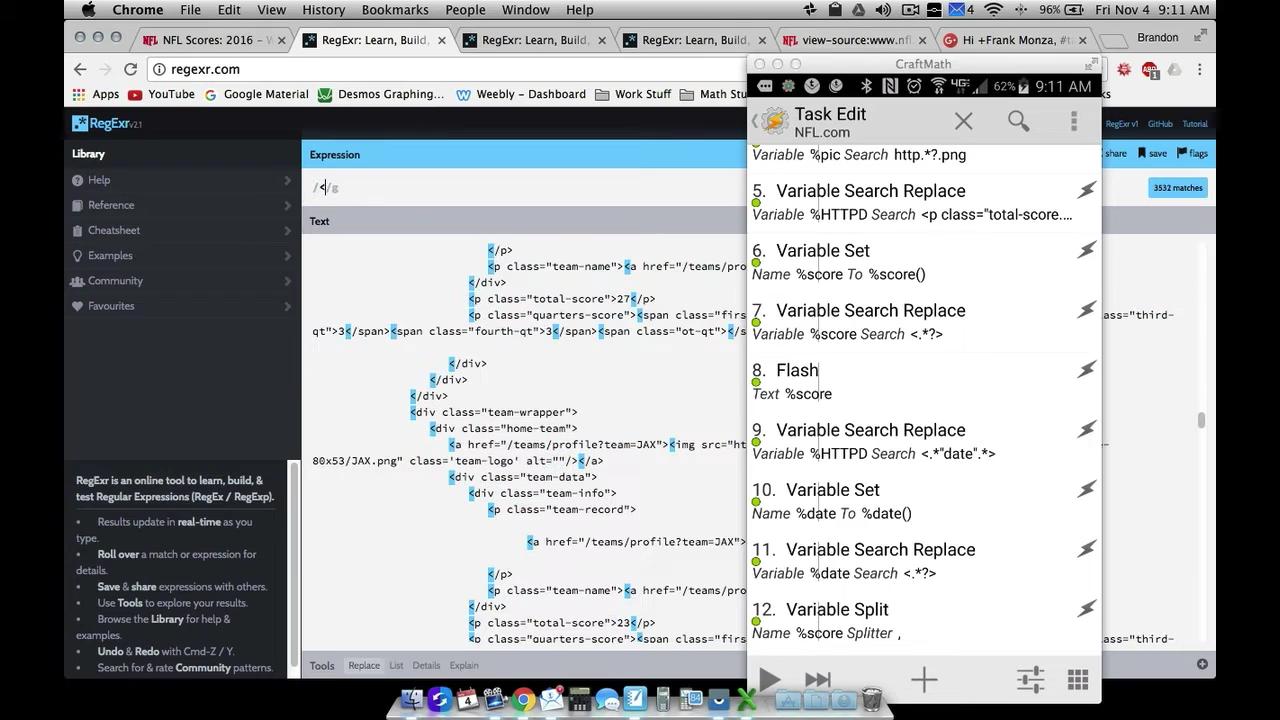 Chrome File Edit View History Bookmarks People Window Help 4 96% Fri Nov 4 9:11 AM
NFL Scores: 2016 - W
RegExr: Learn, Build,
RegExr: Learn, Build,
RegExr: Learn, Build,
view-source:www.nf
Hi +Frank Monza, #ta
Brandon
regexr.com
Apps YouTube Google Material Desmos Graphing Calc Weebly - Dashboard Work Stuff Math Stu
RegExr v2.1
RegExr v1 GitHub Tutorial
Library
Help
Reference
Cheatsheet
Examples
Community
Favourites
RegExr is an online tool to learn, build, &
test Regular Expressions (RegEx / RegExp).
• Results update in real-time as you
type.
• Roll over a match or expression for
details.
• Save & share expressions with others.
• Use Tools to explore your results.
• Browse the Library for help &
examples.
• Undo & Redo with Cmd-Z / Y.
• Search for & rate Community patterns.
Expression
share save flags
/</g
3532 matches
Text
</p>
<p class="team-name"><a href="/teams/pro
</div>
<p class="total-score">27</p>
<p class="quarters-score"><span class="firs
ass="third-
qt">3</span><span class="fourth-qt">3</span><span class="ot-qt"></s
</div>
</div>
</div>
<div class="team-wrapper">
<div class="home-team">
<a href="/teams/profile?team=JAX"><img src="ht
80x53/JAX.png" class='team-logo' alt=""/></a>
<div class="team-data">
<div class="team-info">
<p class="team-record">
<a href="/teams/profile?team=JAX">
</p>
<p class="team-name"><a href="/teams/pro
</div>
<p class="total-score">23</p>
<p class="quarters-score"><span class="firs
ass="third-
Tools Replace List Details Explain
CraftMath
4G 62% 9:11 AM
Task Edit
NFL.com
Variable %pic Search http.*?.png
5. Variable Search Replace
Variable %HTTPD Search <p class="total-score....
6. Variable Set
Name %score To %score()
7. Variable Search Replace
Variable %score Search <.*?>
8. Flash
Text %score
9. Variable Search Replace
Variable %HTTPD Search <.*"date".*>
10. Variable Set
Name %date To %date()
11. Variable Search Replace
Variable %date Search <.*?>
12. Variable Split
Name %score Splitter ,